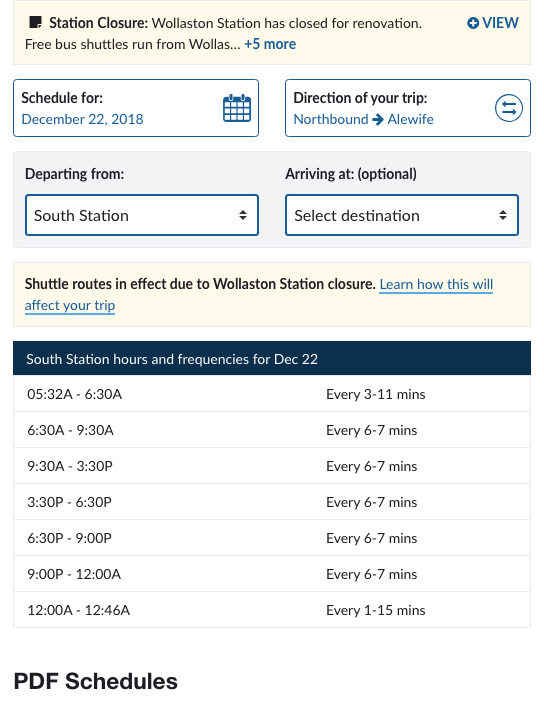 Station Closure: Wollaston Station has closed for renovation.
VIEW
Free bus shuttles run from Wollas... +5 more
Schedule for:
December 22, 2018
Direction of your trip:
Northbound → Alewife
Departing from:
South Station
Arriving at: (optional)
Select destination
Shuttle routes in effect due to Wollaston Station closure. Learn how this will
affect your trip
South Station hours and frequencies for Dec 22
05:32A - 6:30A Every 3-11 mins
6:30A - 9:30A Every 6-7 mins
9:30A - 3:30P Every 6-7 mins
3:30P - 6:30P Every 6-7 mins
6:30P - 9:00P Every 6-7 mins
9:00P - 12:00A Every 6-7 mins
12:00A - 12:46A Every 1-15 mins
PDF Schedules